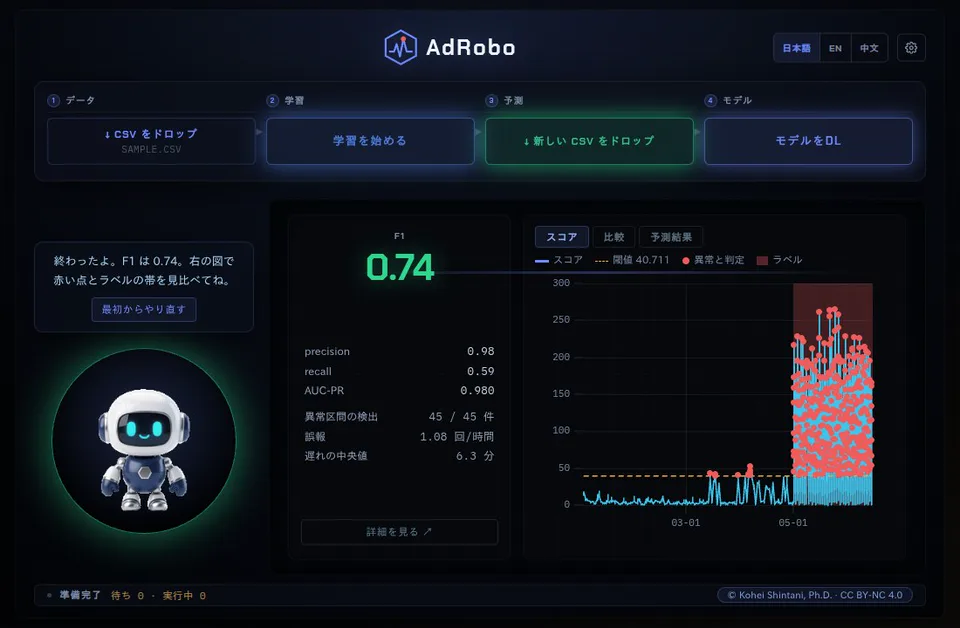 AdRobo
日本語 EN 中文
1 データ
2 学習
3 予測
4 モデル
↓ CSV をドロップ
SAMPLE.CSV
学習を始める
↓ 新しい CSV をドロップ
モデルをDL
終わったよ。F1 は 0.74。右の図で
赤い点とラベルの帯を見比べてね。
最初からやり直す
F1
0.74
precision 0.98
recall 0.59
AUC-PR 0.980
異常区間の検出 45 / 45 件
誤報 1.08 回/時間
遅れの中央値 6.3 分
詳細を見る ↗
スコア 比較 予測結果
スコア 閾値 40.711 異常と判定 ラベル
300
250
200
150
100
50
0
03-01 05-01
準備完了 待ち 0 · 実行中 0
© Kohei Shintani, Ph.D. · CC BY-NC 4.0